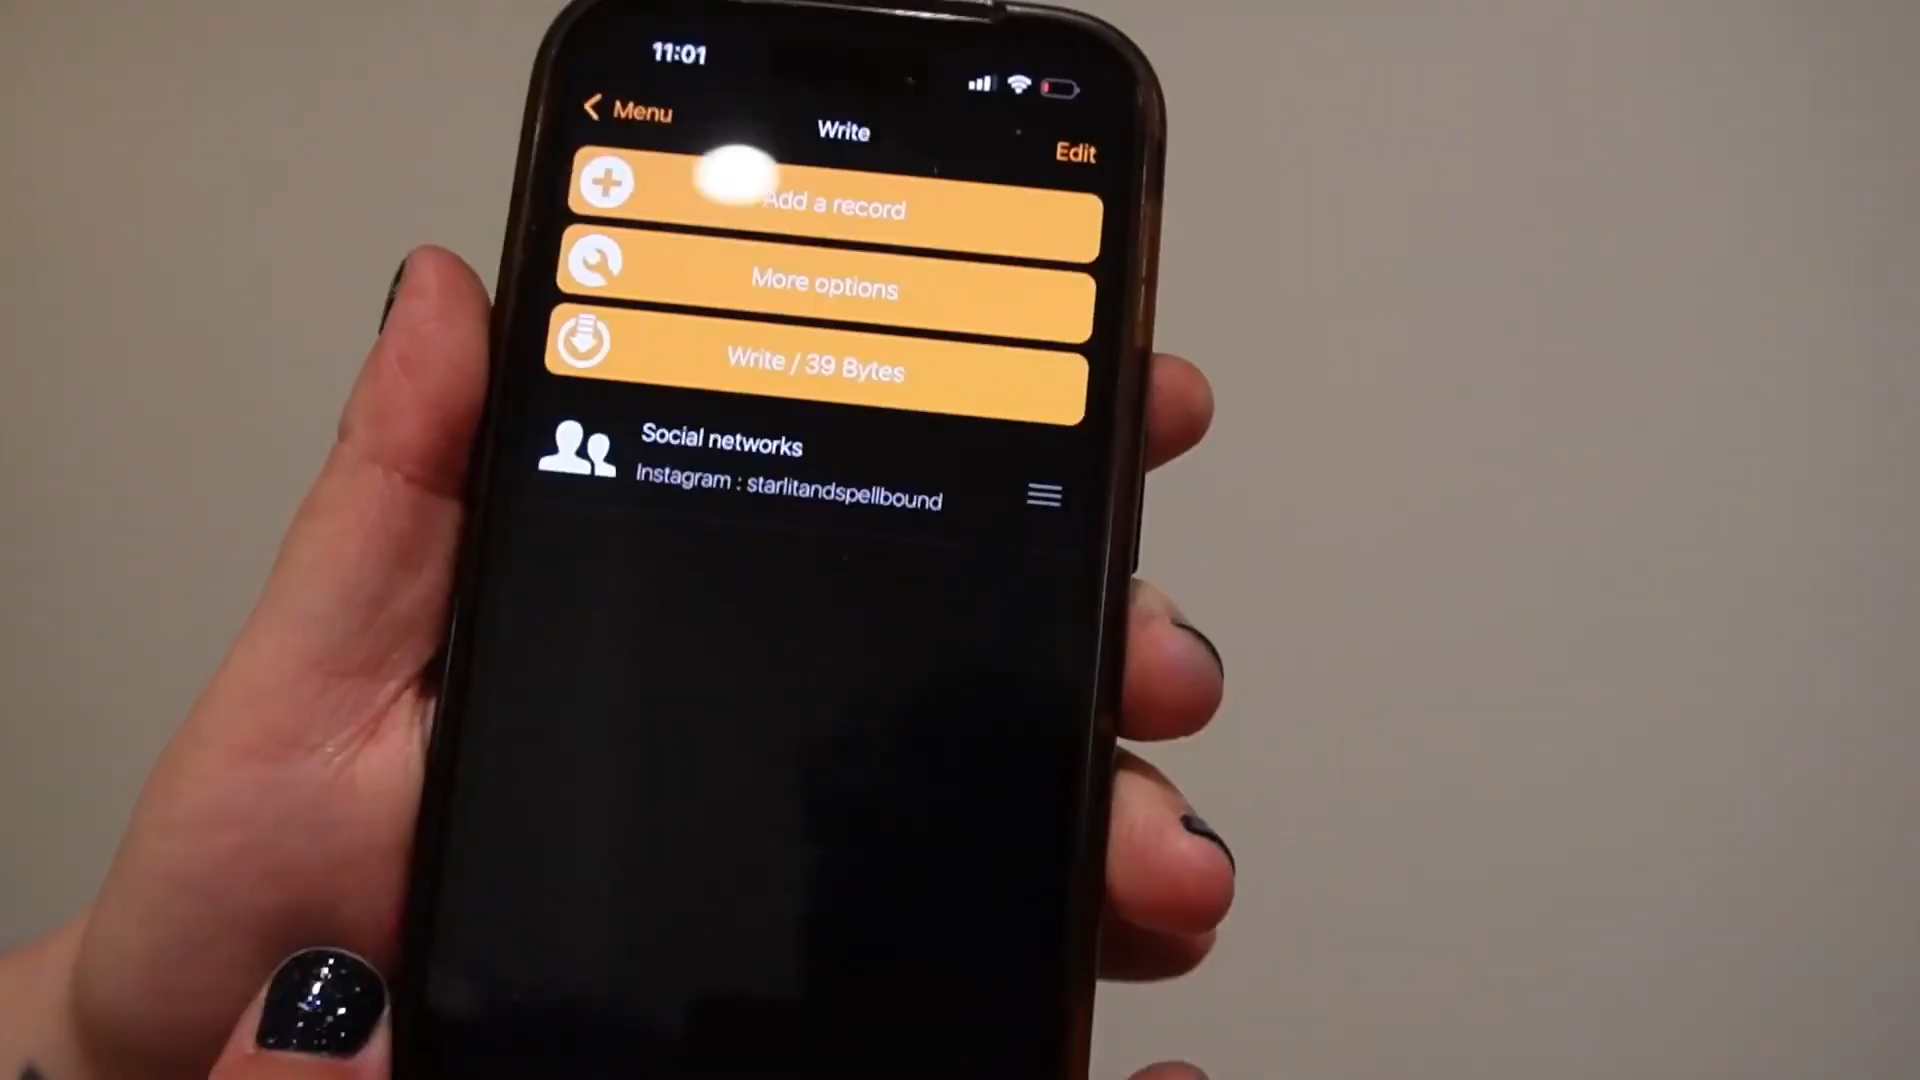 11:01
Menu
Write
Edit
Add a record
More options
Write / 39 Bytes
Social networks
Instagram : starlitandspellbound